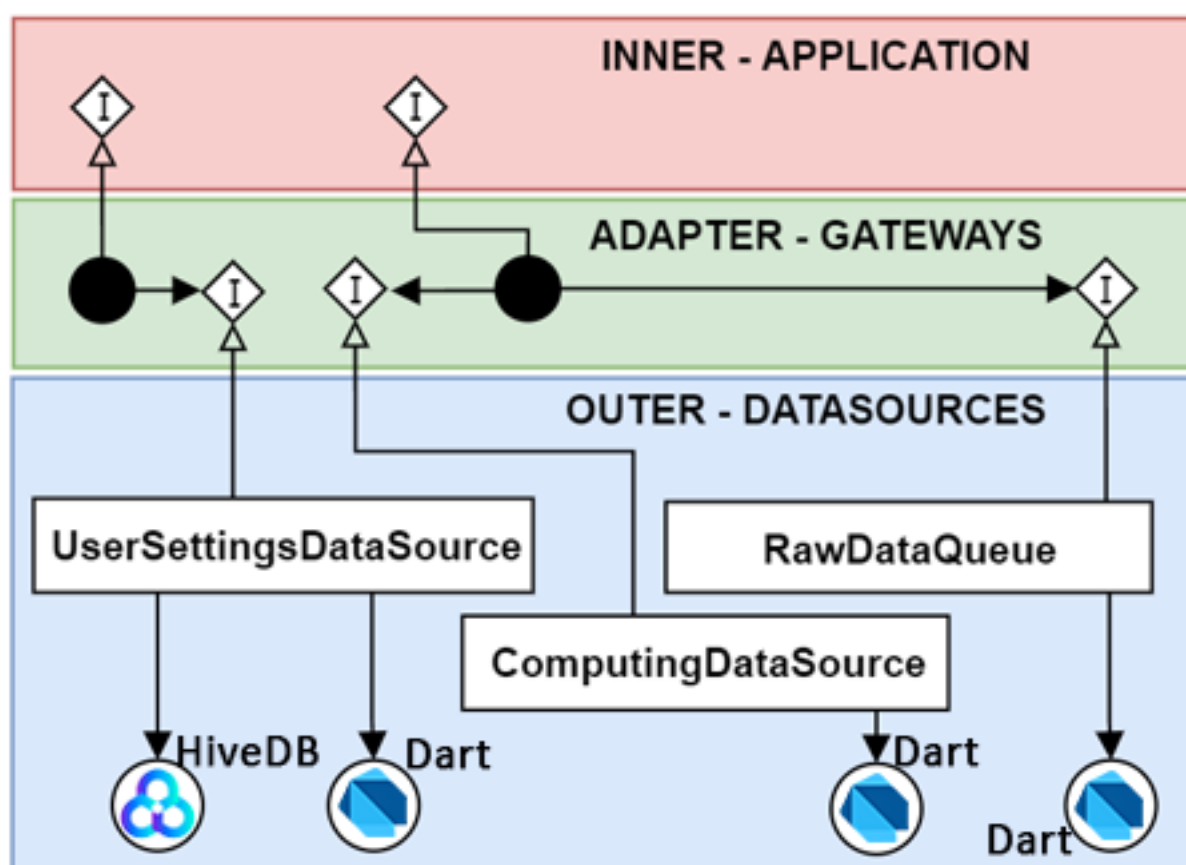 INNER - APPLICATION
I
I
ADAPTER - GATEWAYS
I
I
I
OUTER - DATASOURCES
UserSettingsDataSource
RawDataQueue
ComputingDataSource
HiveDB
Dart
Dart
Dart